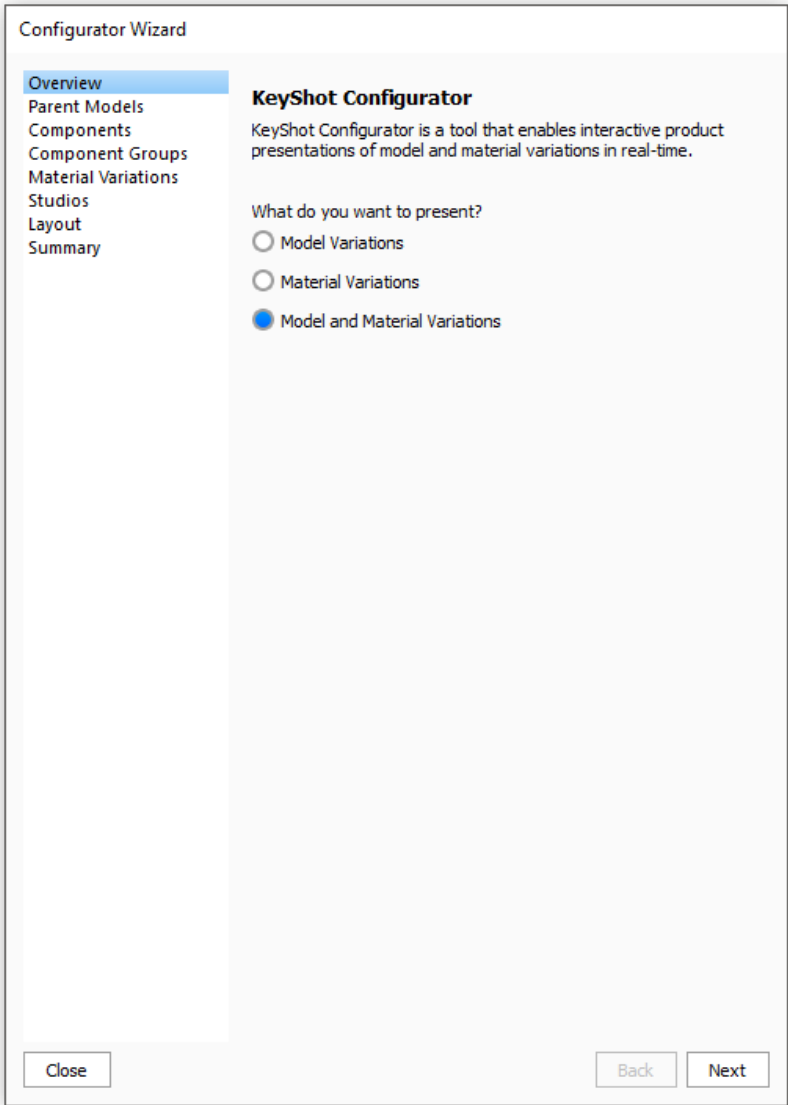 Configurator Wizard
Overview
Parent Models
Components
Component Groups
Material Variations
Studios
Layout
Summary
KeyShot Configurator
KeyShot Configurator is a tool that enables interactive product
presentations of model and material variations in real-time.
What do you want to present?
Model Variations
Material Variations
Model and Material Variations
Close
Back
Next